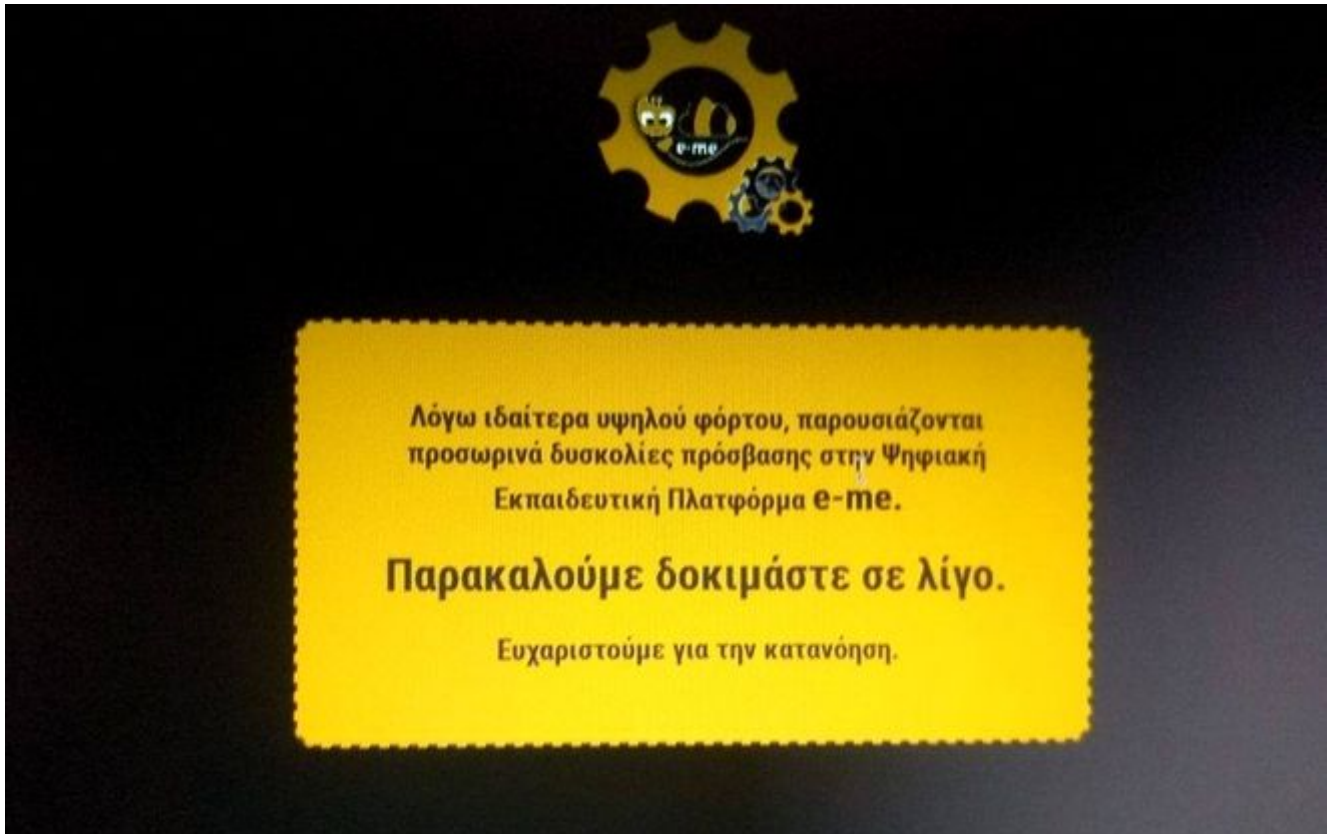 e-me
Λόγω ιδαίτερα υψηλού φόρτου, παρουσιάζονται
προσωρινά δυσκολίες πρόσβασης στην Ψηφιακή
Εκπαιδευτική Πλατφόρμα e-me.
Παρακαλούμε δοκιμάστε σε λίγο.
Ευχαριστούμε για την κατανόηση.